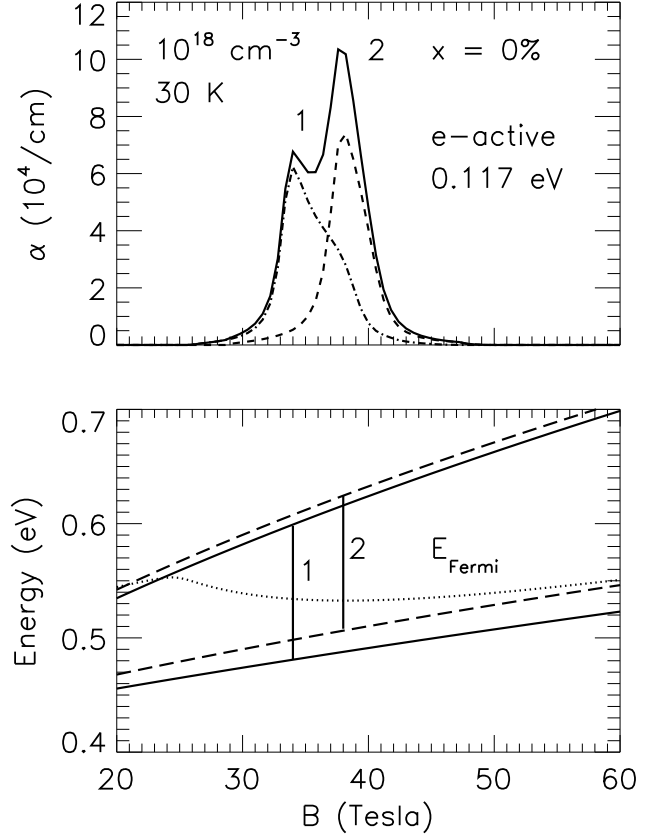 12
10
8
6
4
2
0
α (10⁴/cm)
10¹⁸ cm⁻³
30 K
1
2
x = 0%
e-active
0.117 eV
0.7
0.6
0.5
0.4
Energy (eV)
1
2
E_Fermi
20 30 40 50 60
B (Tesla)